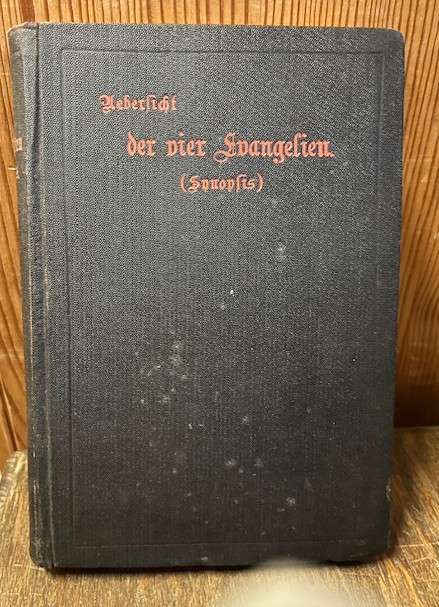 Uebersicht
der vier Evangelien.
(Synopsis)